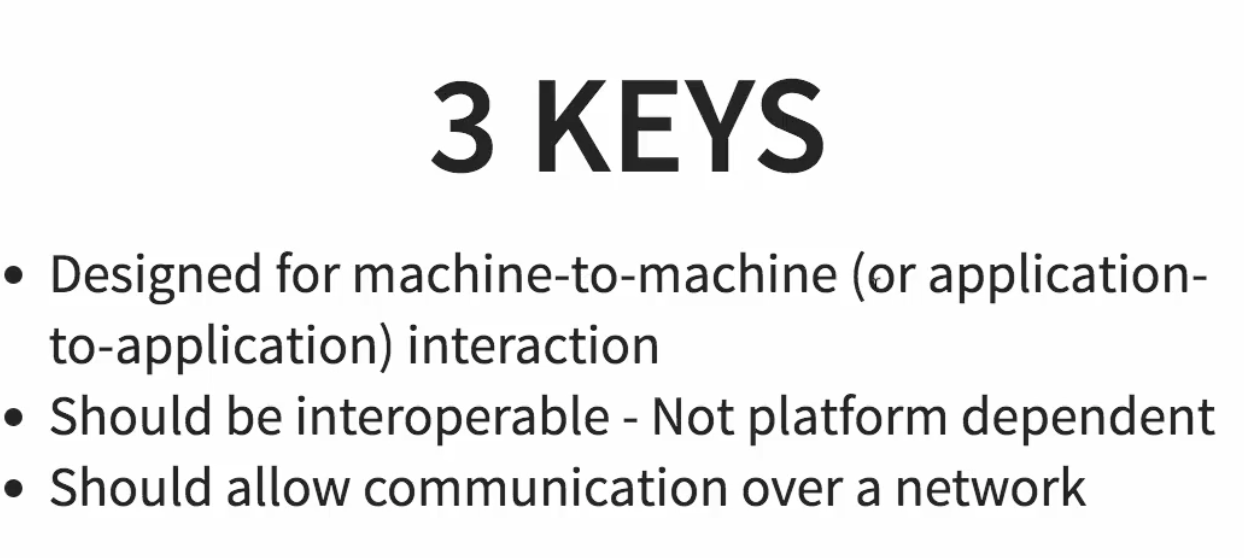 3 KEYS
• Designed for machine-to-machine (or application-
to-application) interaction
• Should be interoperable - Not platform dependent
• Should allow communication over a network